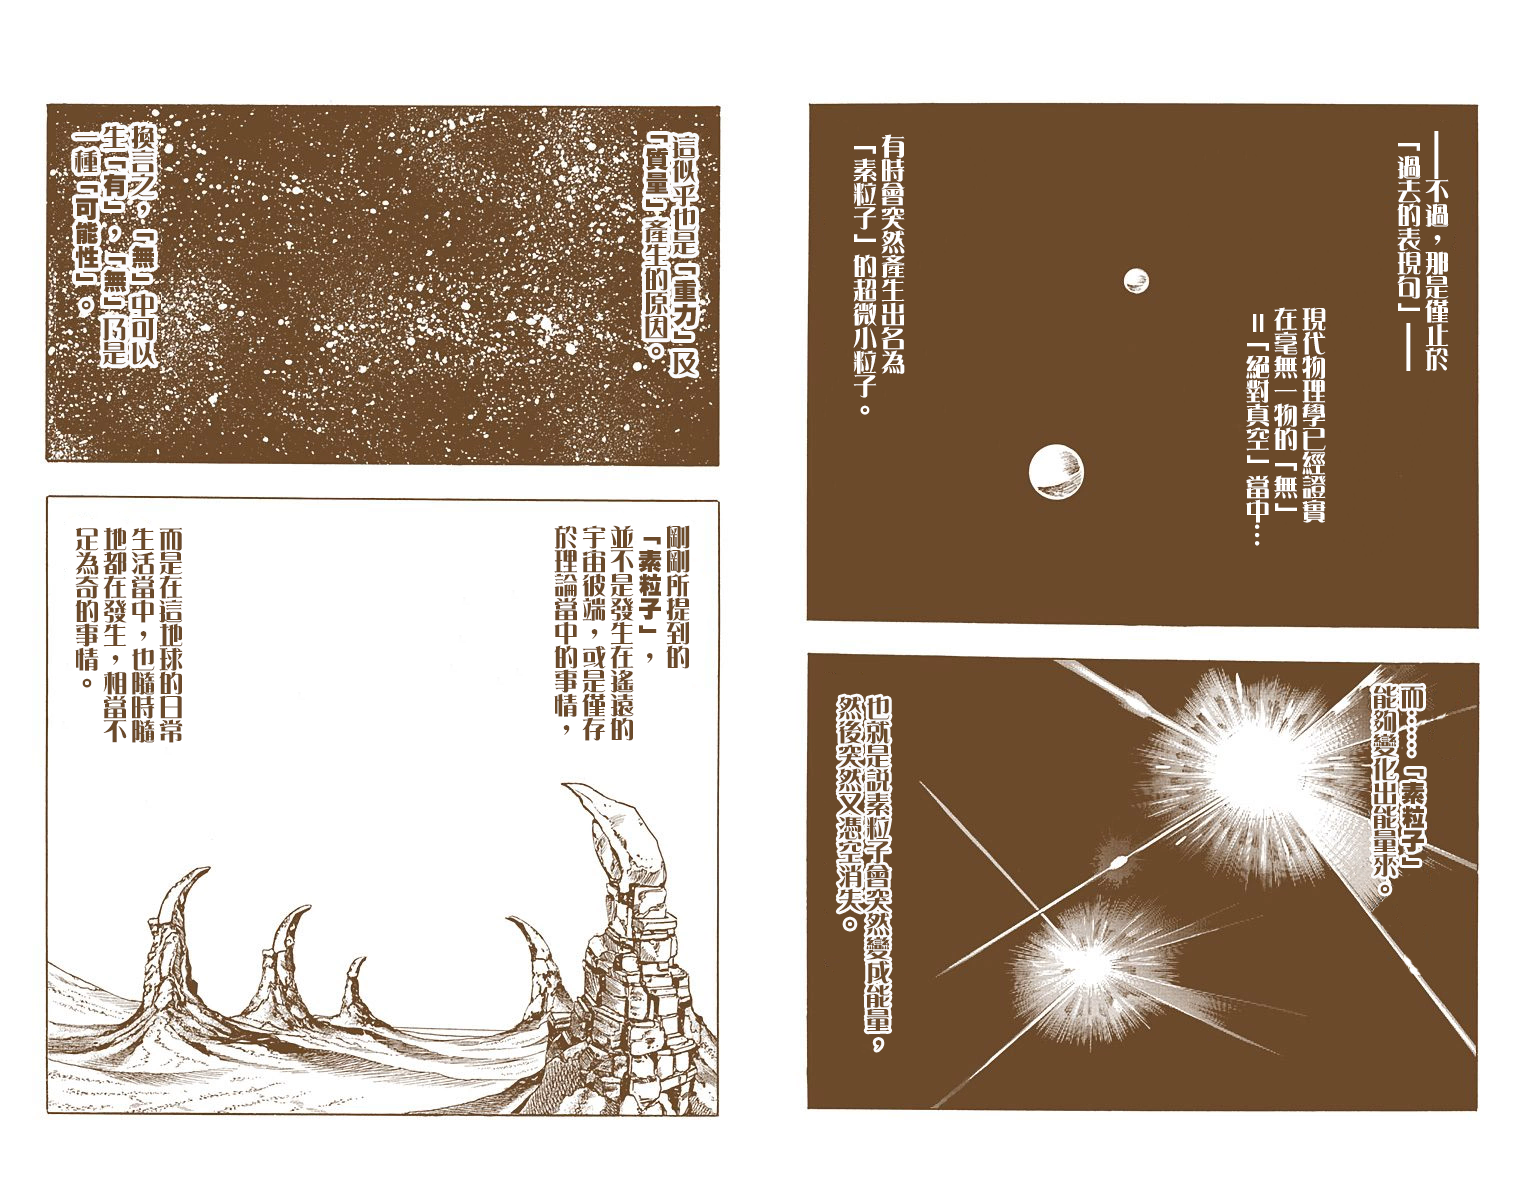 ——不過，那是僅止於
「過去的表現句」——
現代物理學已經證實
在毫無一物的「無」
＝「絕對真空」當中…
有時會突然產生出名為
「素粒子」的超微小粒子。
而……「素粒子」
能夠變化出能量來。
也就是說素粒子會突然變成能量，
然後突然又憑空消失。
這似乎也是「重力」及
「質量」產生的原因。
換言之，「無」中可以
生「有」，「無」乃是
一種「可能性」。
剛剛所提到的
「素粒子」，
並不是發生在遙遠的
宇宙彼端，或是僅存
於理論當中的事情，
而是在這地球的日常
生活當中，也隨時隨
地都在發生，相當不
足為奇的事情。